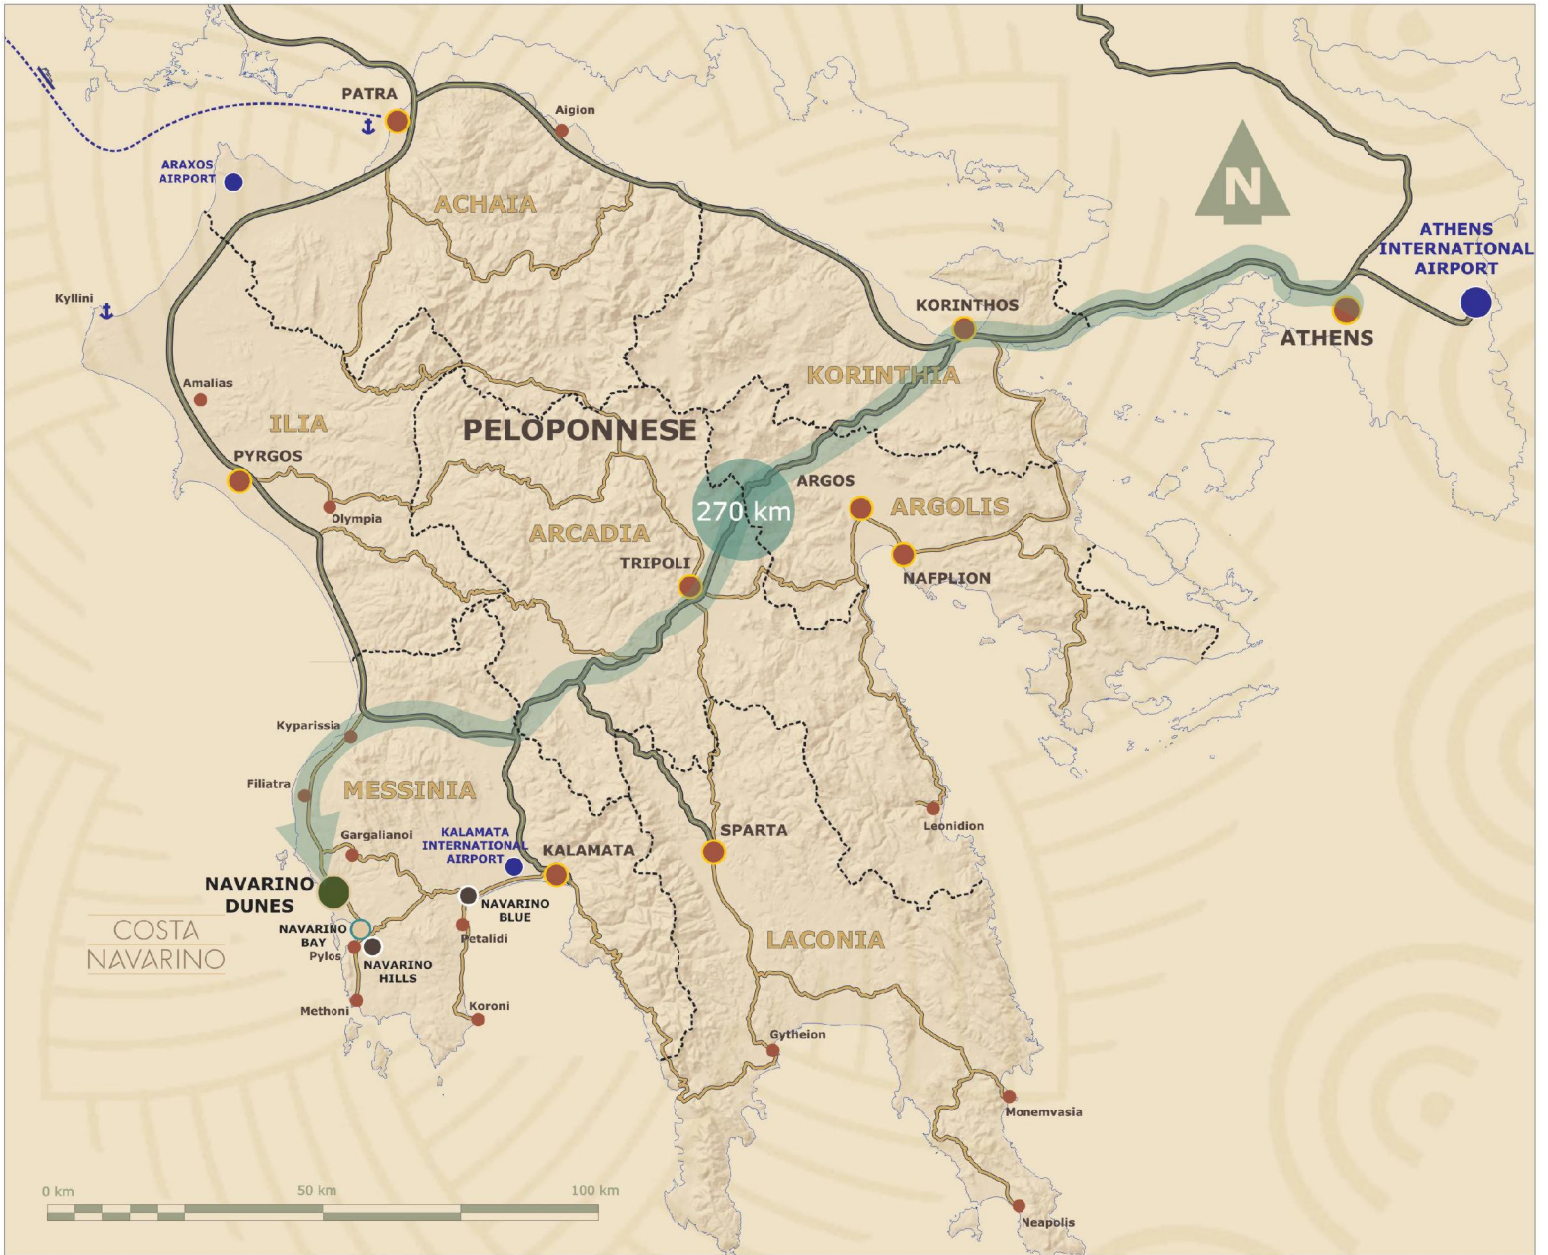 PATRA
Aigion
ARAXOS
AIRPORT
ACHAIA
N
ATHENS
INTERNATIONAL
AIRPORT
Kyllini
KORINTHOS
ATHENS
KORINTHIA
Amalias
ILIA
PELOPONNESE
PYRGOS
ARGOS
270 km
ARGOLIS
Olympia
ARCADIA
TRIPOLI
NAFPLION
Kyparissia
Filiatra
MESSINIA
Gargalianoi
KALAMATA
INTERNATIONAL
AIRPORT
KALAMATA
SPARTA
Leonidion
NAVARINO
DUNES
NAVARINO
BLUE
COSTA
NAVARINO
NAVARINO
BAY
Pylos
Petalidi
NAVARINO
HILLS
LACONIA
Methoni
Koroni
Gytheion
Monemvasia
Neapolis
0 km
50 km
100 km